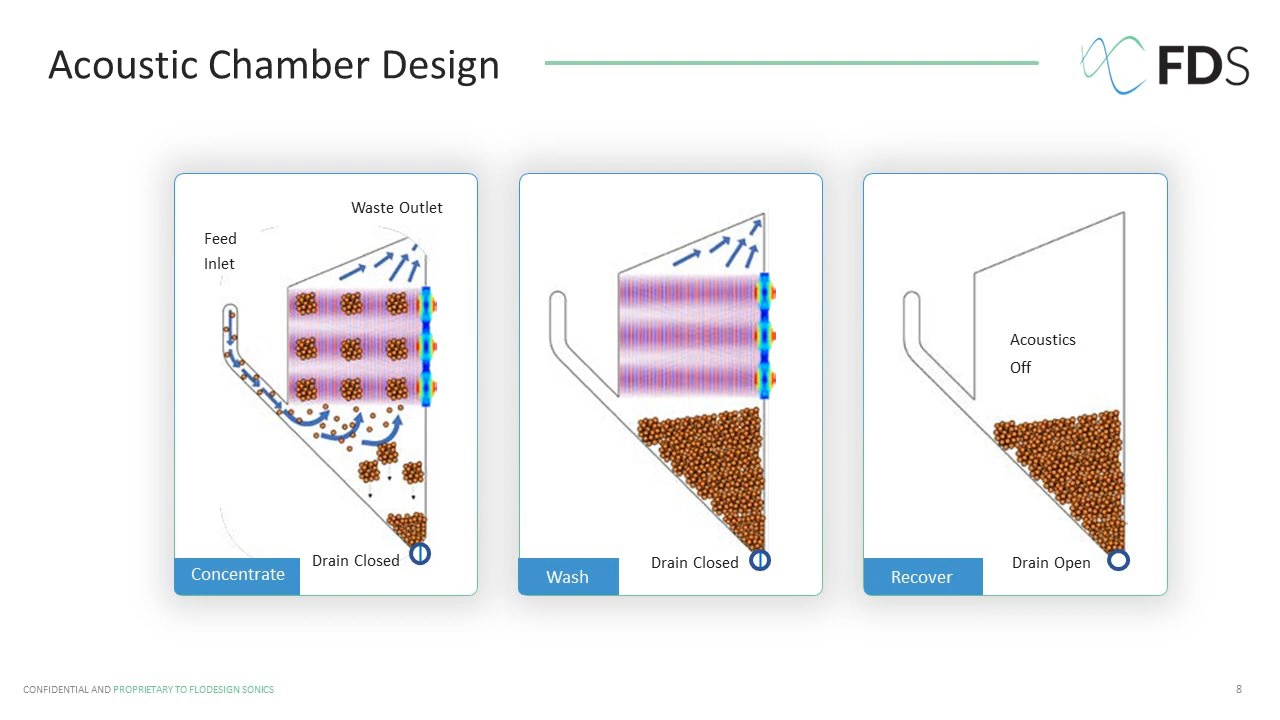 Acoustic Chamber Design
FDS
Waste Outlet
Feed
Inlet
Drain Closed
Concentrate
Drain Closed
Wash
Acoustics
Off
Drain Open
Recover
CONFIDENTIAL AND PROPRIETARY TO FLODESIGN SONICS
8